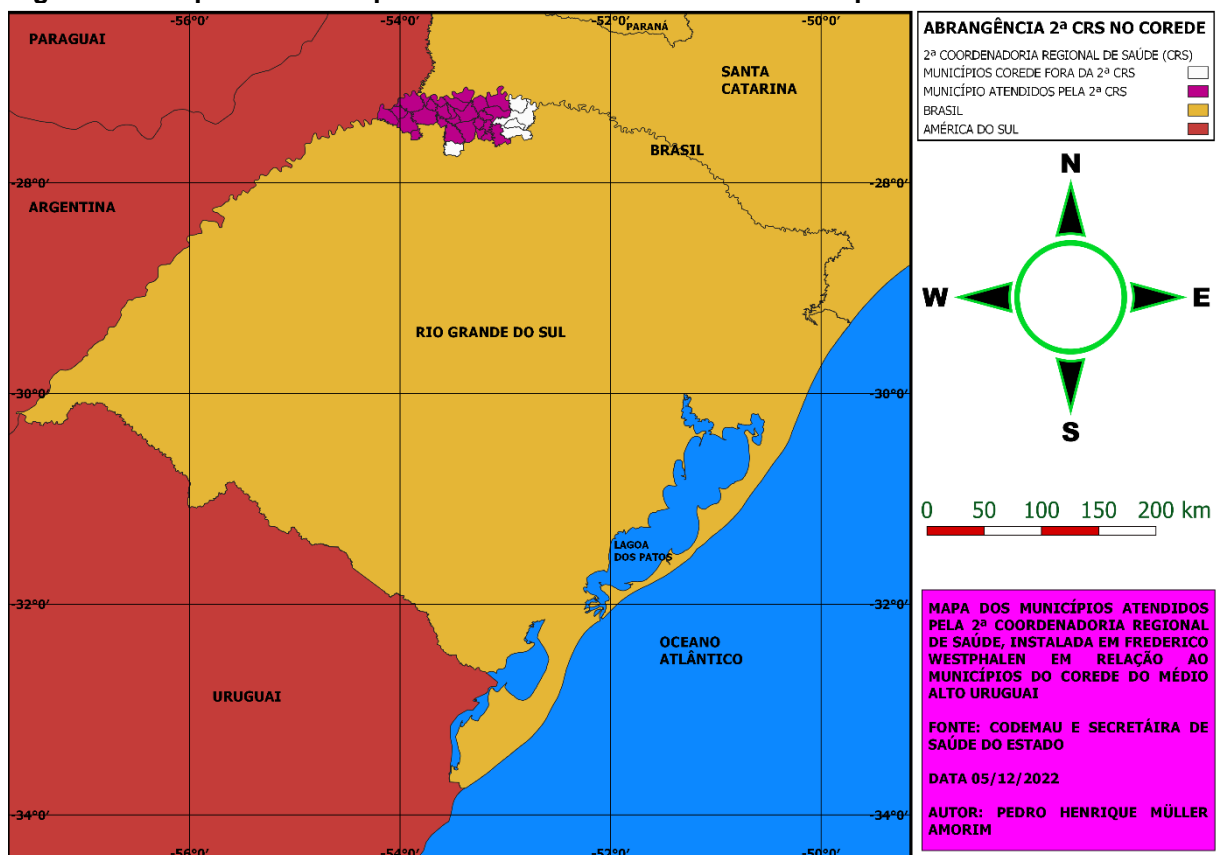 -56°0′ -54°0′ -52°0′ -50°0′
PARAGUAI
PARANÁ
SANTA
CATARINA
BRASIL
-28°0′ -28°0′
ARGENTINA
RIO GRANDE DO SUL
-30°0′ -30°0′
LAGOA
DOS PATOS
-32°0′ -32°0′
OCEANO
ATLÂNTICO
URUGUAI
-34°0′ -34°0′
-56°0′ -54°0′ -52°0′ -50°0′
ABRANGÊNCIA 2ª CRS NO COREDE
2ª COORDENADORIA REGIONAL DE SAÚDE (CRS)
MUNICÍPIOS COREDE FORA DA 2ª CRS
MUNICÍPIO ATENDIDOS PELA 2ª CRS
BRASIL
AMÉRICA DO SUL
N
W E
S
0 50 100 150 200 km
MAPA DOS MUNICÍPIOS ATENDIDOS
PELA 2ª COORDENADORIA REGIONAL
DE SAÚDE, INSTALADA EM FREDERICO
WESTPHALEN EM RELAÇÃO AO
MUNICÍPIOS DO COREDE DO MÉDIO
ALTO URUGUAI
FONTE: CODEMAU E SECRETÁIRA DE
SAÚDE DO ESTADO
DATA 05/12/2022
AUTOR: PEDRO HENRIQUE MÜLLER
AMORIM